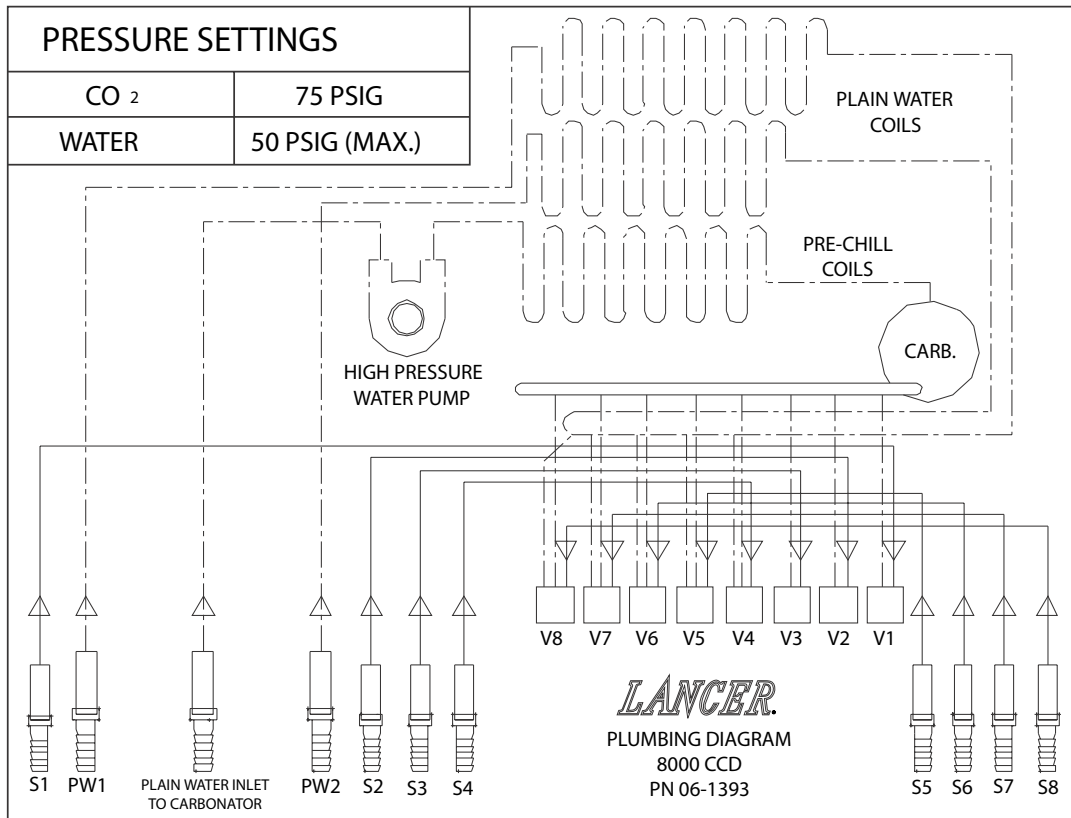 PRESSURE SETTINGS
CO 2 75 PSIG
WATER 50 PSIG (MAX.)
PLAIN WATER
COILS
PRE-CHILL
COILS
CARB.
HIGH PRESSURE
WATER PUMP
V8 V7 V6 V5 V4 V3 V2 V1
LANCER.
PLUMBING DIAGRAM
8000 CCD
PN 06-1393
S1 PW1 PLAIN WATER INLET
TO CARBONATOR
PW2 S2 S3 S4 S5 S6 S7 S8